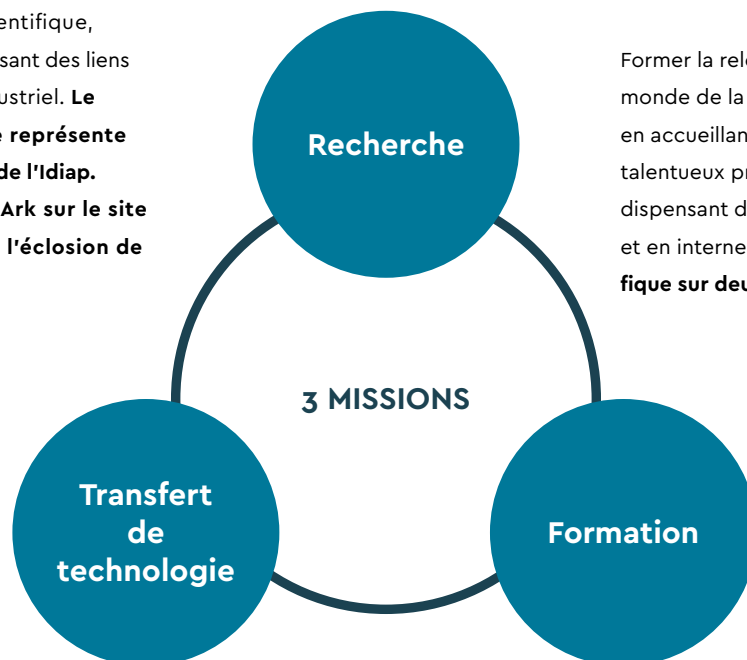 entifique,
sant des liens
ustriel. Le
représente
de l'Idiap.
Ark sur le site
l'éclosion de
Recherche
Former la rel
monde de la
en accueillan
talentueux p
dispensant d
et en interne
fique sur deu
3 MISSIONS
Transfert
de
technologie
Formation